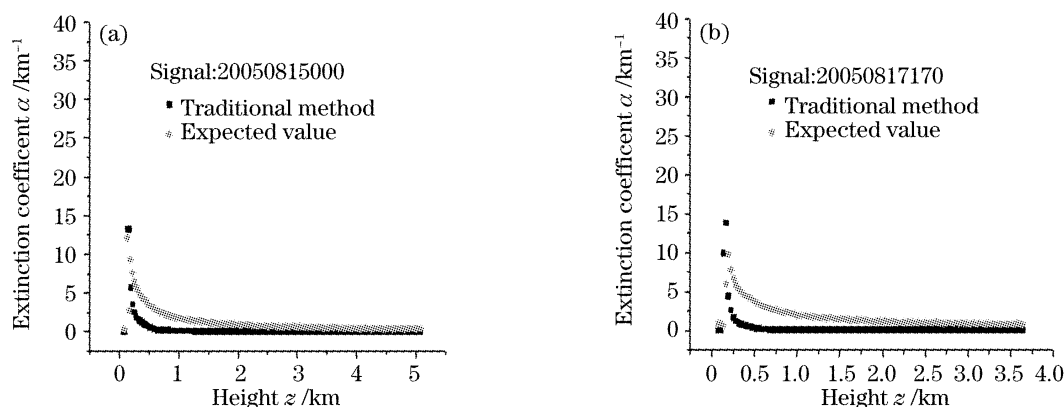 (a)
Signal:20050815000
Traditional method
Expected value
Extinction coefficent α /km⁻¹
40
35
30
25
20
15
10
5
0
0 1 2 3 4 5
Height z /km
(b)
Signal:20050817170
Traditional method
Expected value
Extinction coefficient α /km⁻¹
40
35
30
25
20
15
10
5
0
0 0.5 1.0 1.5 2.0 2.5 3.0 3.5 4.0
Height z /km